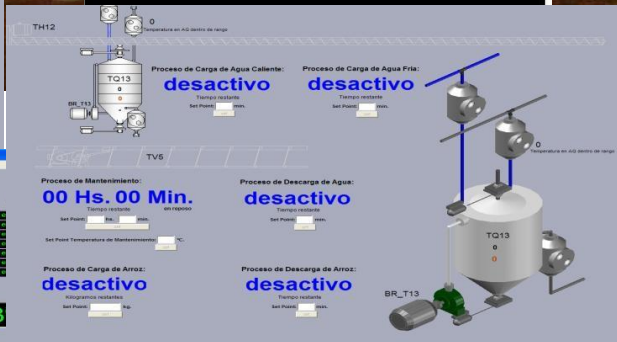 TH12
0
Temperatura en AG dentro de rango
TQ13
0
0
BR_T13
Proceso de Carga de Agua Caliente:
desactivo
Tiempo restante
Set Point: min.
Proceso de Carga de Agua Fria:
desactivo
Tiempo restante
Set Point: min.
TV5
Proceso de Mantenimiento:
00 Hs. 00 Min.
Tiempo restante en reposo
Set Point: hs. min.
Set Point Temperatura de Mantenimiento: °C.
Proceso de Descarga de Agua:
desactivo
Tiempo restante
Set Point: min.
Proceso de Carga de Arroz:
desactivo
Kilogramos restantes
Set Point: kg.
Proceso de Descarga de Arroz:
desactivo
Tiempo restante
Set Point: min.
0
Temperatura en AG dentro de rango
TQ13
0
0
BR_T13